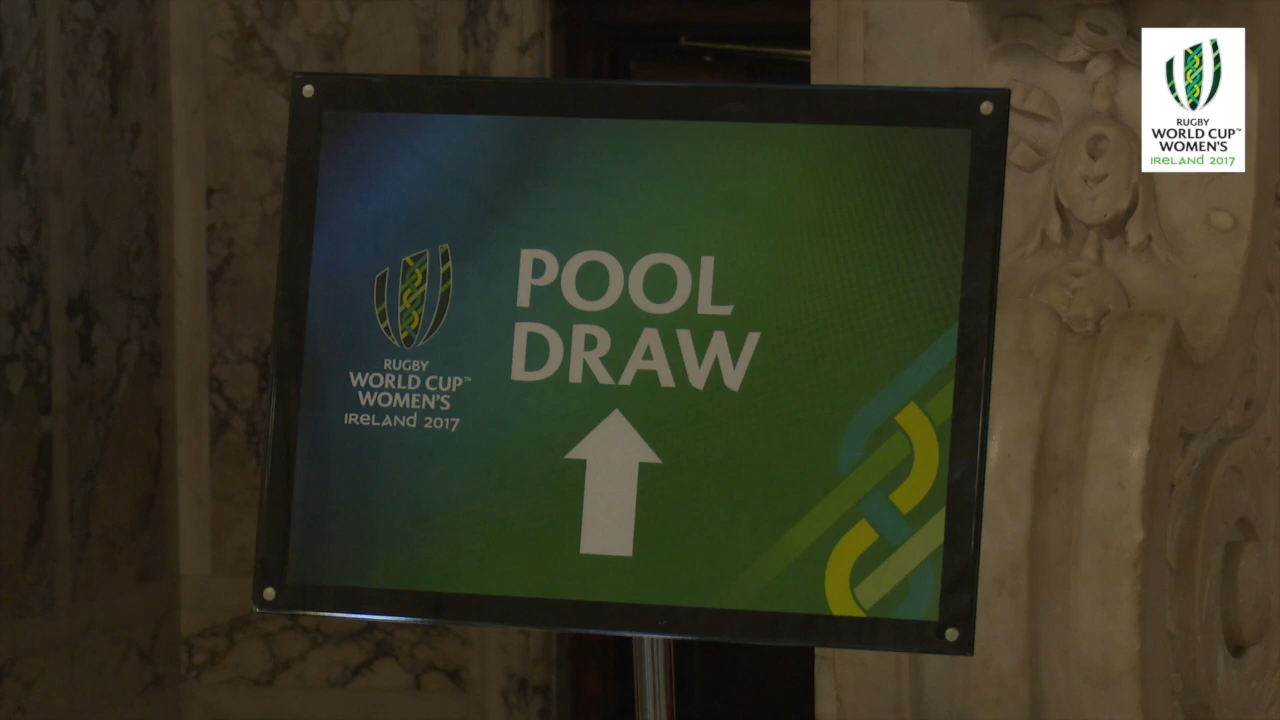 POOL
DRAW
RUGBY
WORLD CUP™
WOMEN'S
IRELAND 2017
RUGBY
WORLD CUP™
WOMEN'S
IRELAND 2017